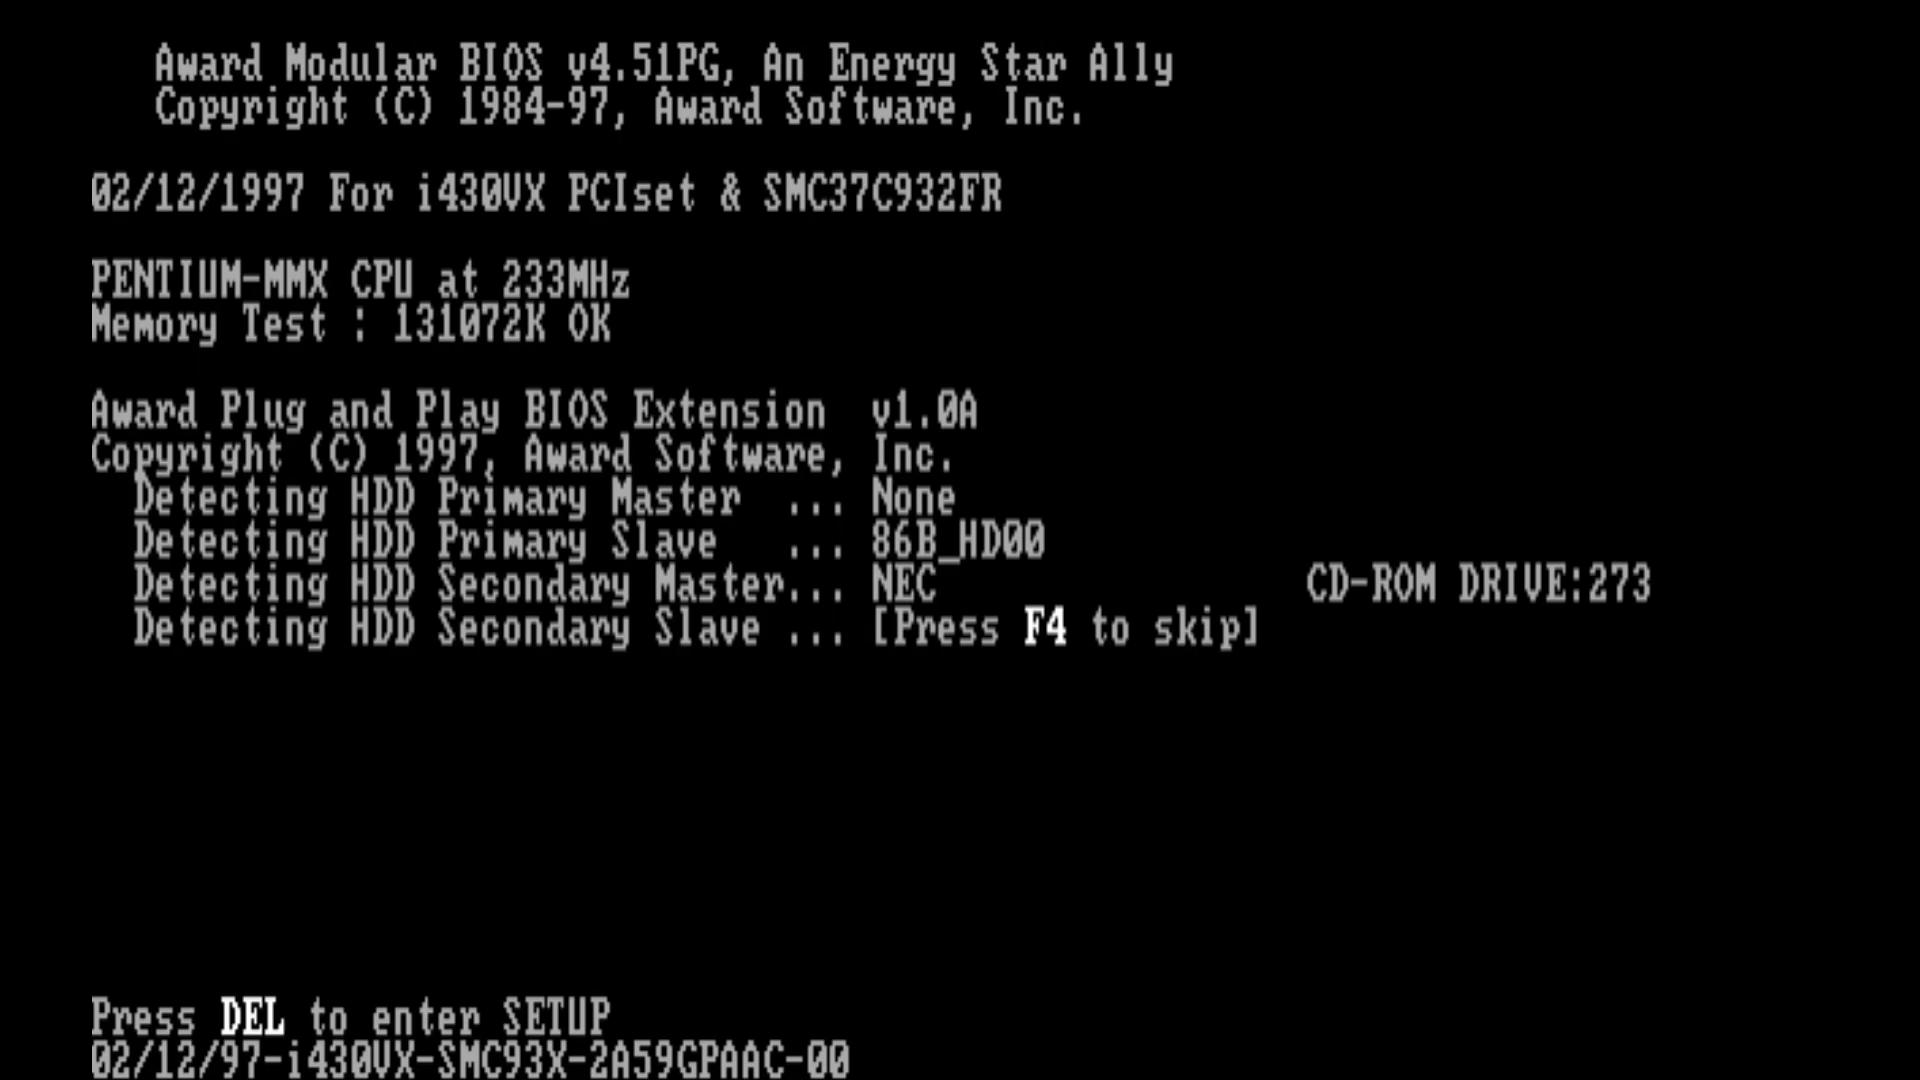 Award Modular BIOS v4.51PG, An Energy Star Ally
Copyright (C) 1984-97, Award Software, Inc.
02/12/1997 For i430VX PCIset & SMC37C932FR
PENTIUM-MMX CPU at 233MHz
Memory Test : 131072K OK
Award Plug and Play BIOS Extension  v1.0A
Copyright (C) 1997, Award Software, Inc.
Detecting HDD Primary Master  ... None
Detecting HDD Primary Slave   ... 86B_HD00
Detecting HDD Secondary Master... NEC                 CD-ROM DRIVE:273
Detecting HDD Secondary Slave ... [Press F4 to skip]
Press DEL to enter SETUP
02/12/97-i430VX-SMC93X-2A59GPAAC-00